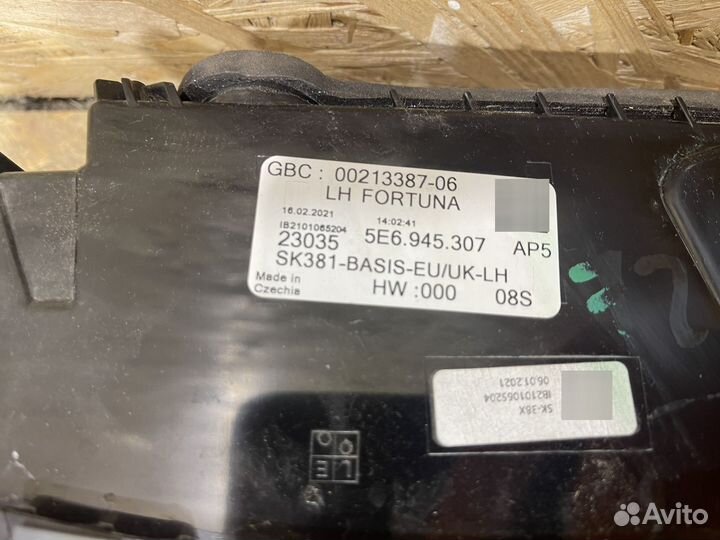 GBC : 00213387-06
LH FORTUNA
16.02.2021 14:02:41
IB2101065204
23035 5E6.945.307 AP5
SK381-BASIS-EU/UK-LH
Made in Czechia HW :000 08S
SK-38X
IB2101065204
06.01.2021
Avito